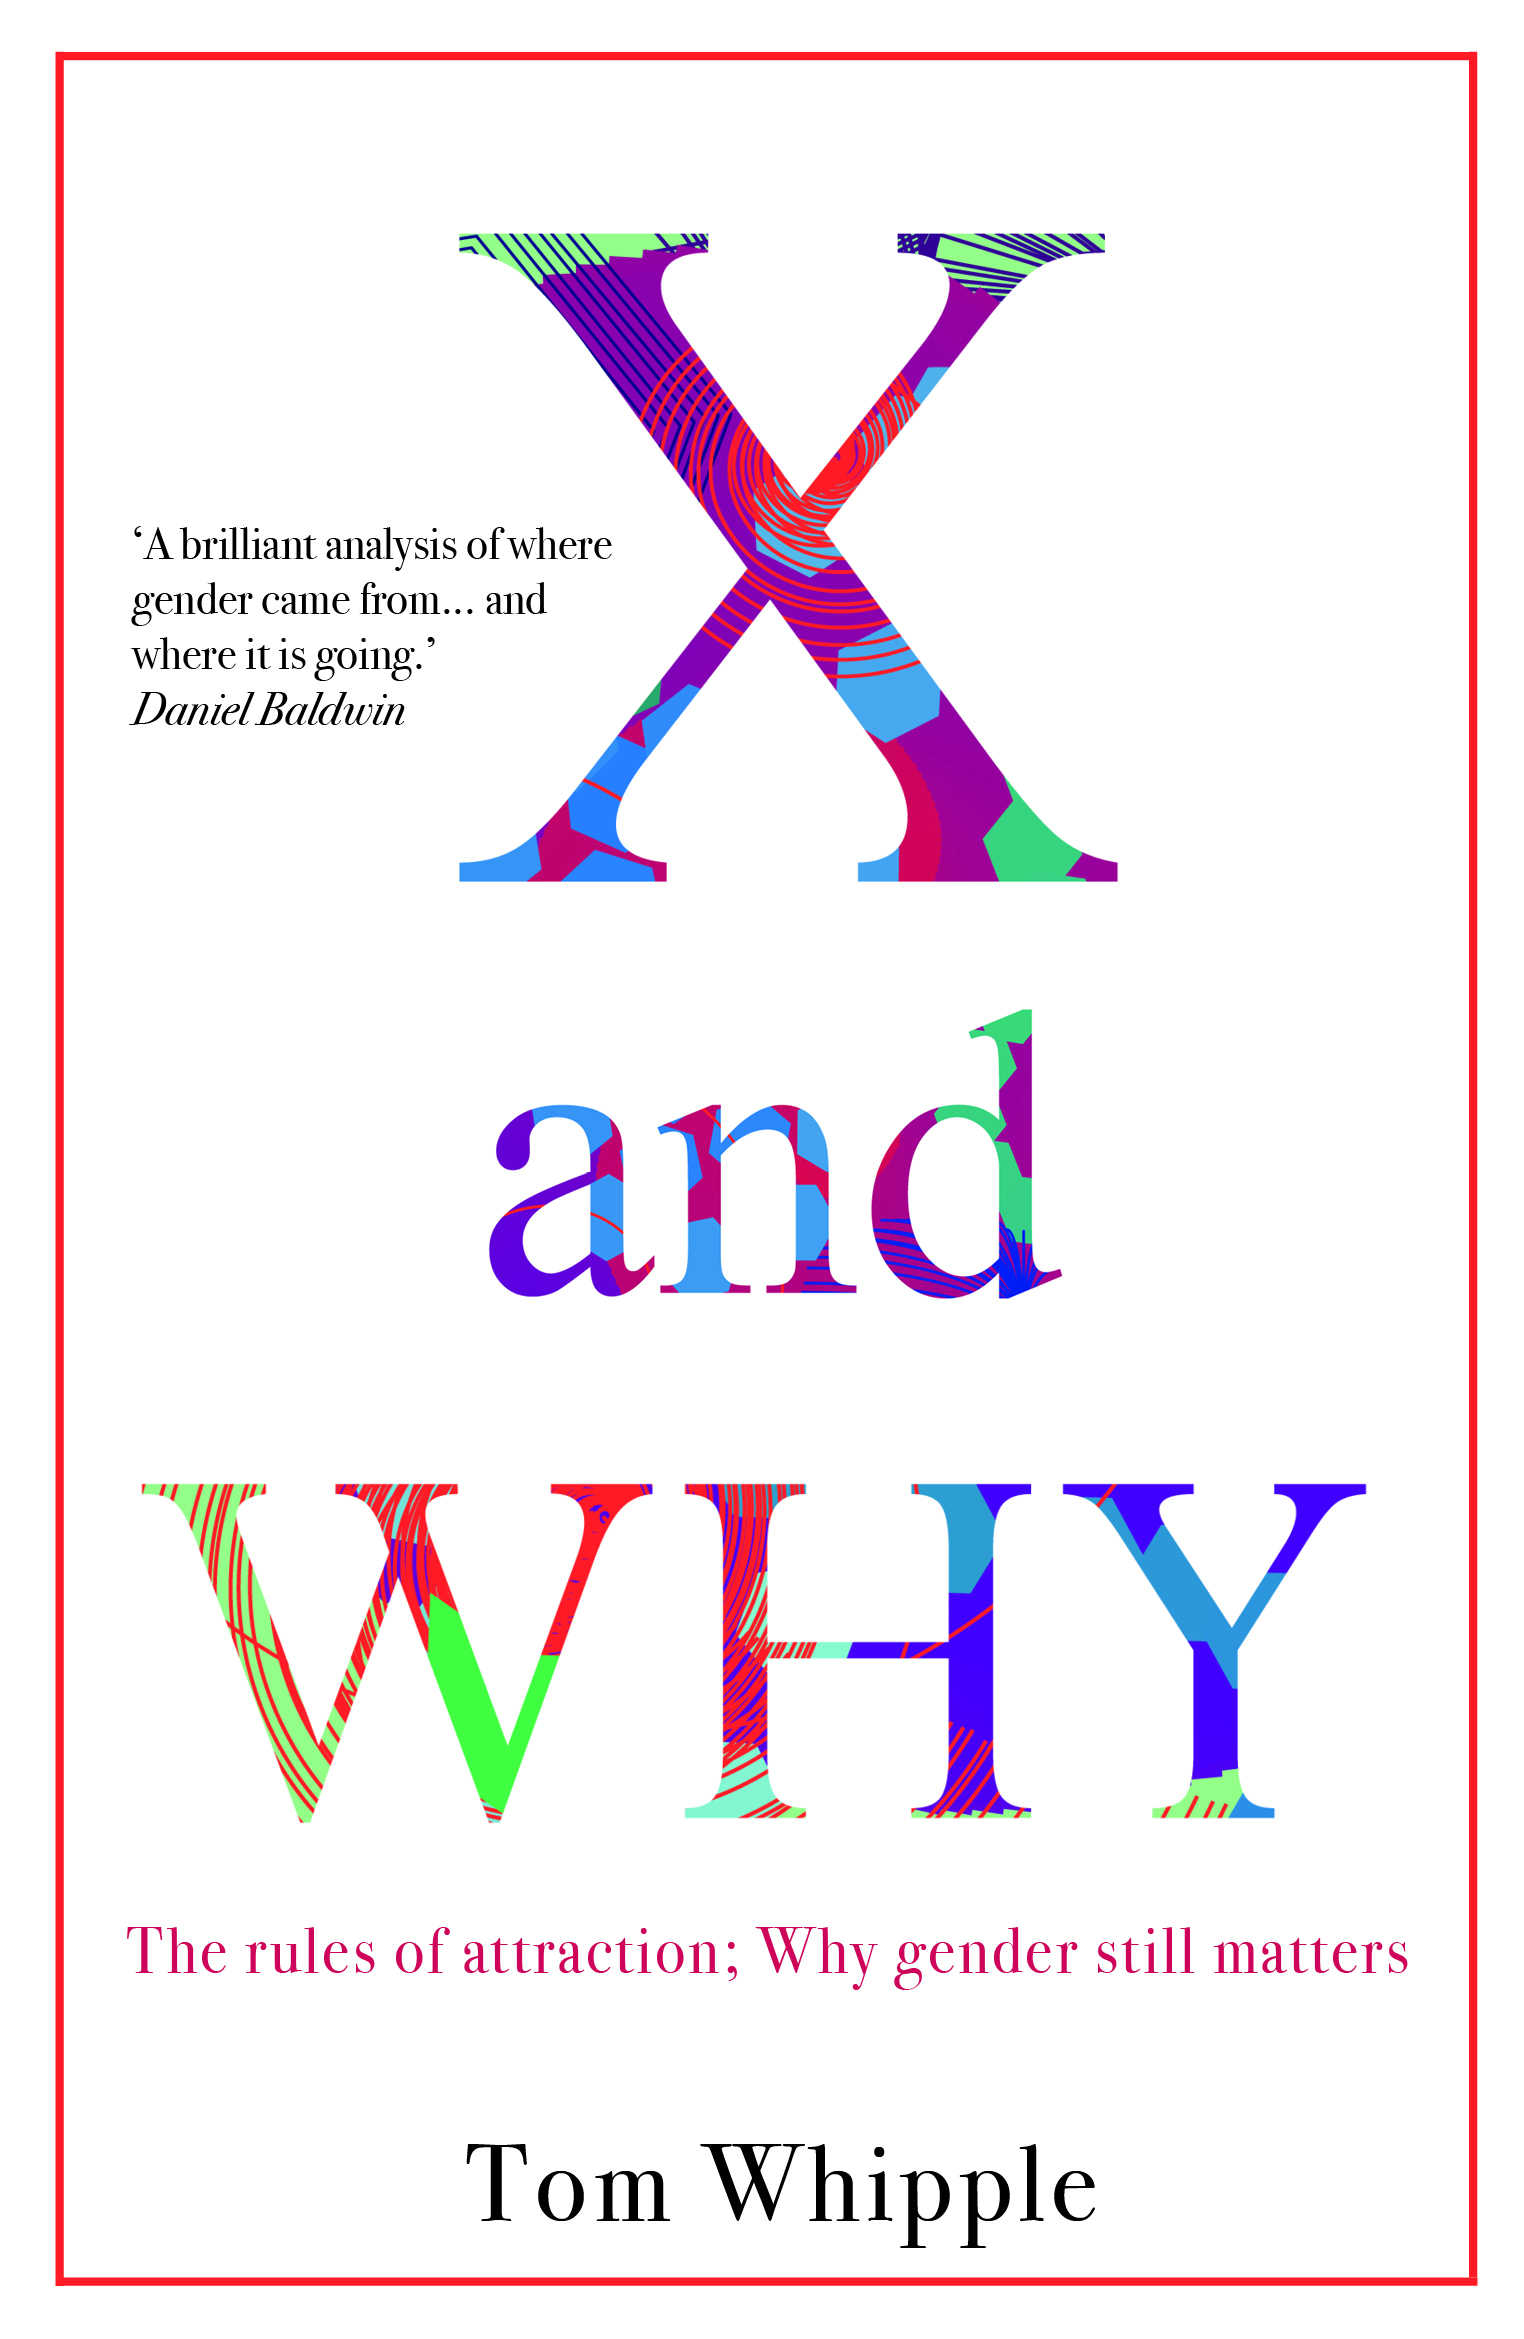 X
‘A brilliant analysis of where
gender came from... and
where it is going.’
Daniel Baldwin
and
WHY
The rules of attraction; Why gender still matters
Tom Whipple